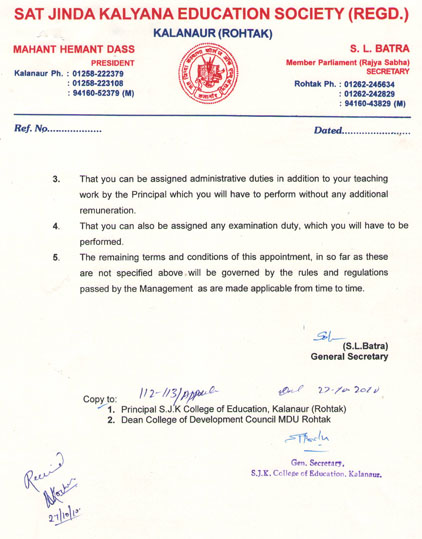 SAT JINDA KALYANA EDUCATION SOCIETY (REGD.)
KALANAUR (ROHTAK)
MAHANT HEMANT DASS
PRESIDENT
Kalanaur Ph. : 01258-222379
: 01258-223108
: 94160-52379 (M)
S. L. BATRA
Member Parliament (Rajya Sabha)
SECRETARY
Rohtak Ph. : 01262-245634
: 01262-242829
: 94160-43829 (M)
Ref. No................... Dated.......................
3. That you can be assigned administrative duties in addition to your teaching
work by the Principal which you will have to perform without any additional
remuneration.
4. That you can also be assigned any examination duty, which you will have to be
performed.
5. The remaining terms and conditions of this appointment, in so far as these
are not specified above will be governed by the rules and regulations
passed by the Management as are made applicable from time to time.
(S.L.Batra)
General Secretary
112-113/
Copy to:
1. Principal S.J.K College of Education, Kalanaur (Rohtak)
2. Dean College of Development Council MDU Rohtak
Gen. Secretary,
S.J.K. College of Education, Kalanaur.
Received
27/10/10